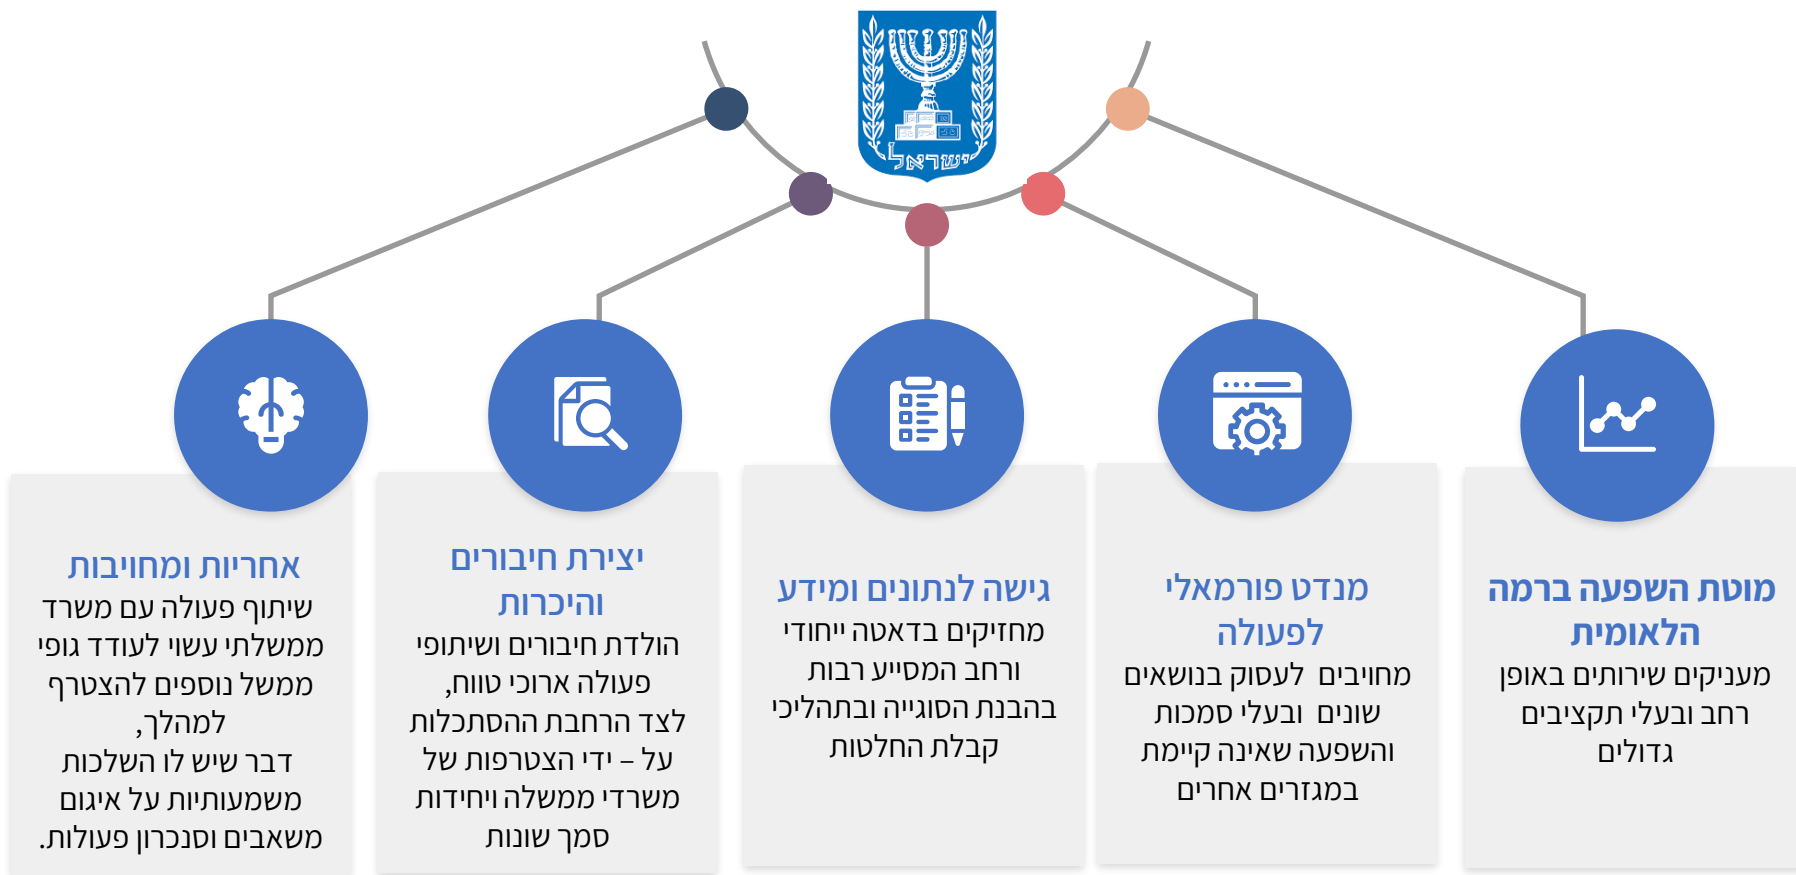 ישראל
מוטת השפעה ברמה
הלאומית
מעניקים שירותים באופן
רחב ובעלי תקציבים
גדולים
מנדט פורמאלי
לפעולה
מחויבים לעסוק בנושאים
שונים ובעלי סמכות
והשפעה שאינה קיימת
במגזרים אחרים
גישה לנתונים ומידע
מחזיקים בדאטה ייחודי
ורחב המסייע רבות
בהבנת הסוגייה ובתהליכי
קבלת החלטות
יצירת חיבורים
והיכרות
הולדת חיבורים ושיתופי
פעולה ארוכי טווח,
לצד הרחבת ההסתכלות
על – ידי הצטרפות של
משרדי ממשלה ויחידות
סמך שונות
אחריות ומחויבות
שיתוף פעולה עם משרד
ממשלתי עשוי לעודד גופי
ממשל נוספים להצטרף
למהלך,
דבר שיש לו השלכות
משמעותיות על איגום
משאבים וסנכרון פעולות.